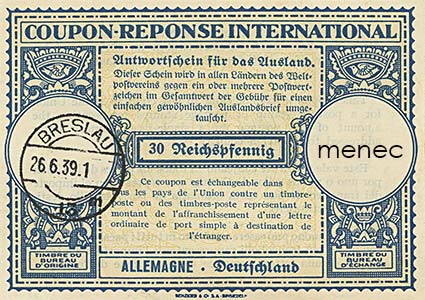 COUPON-REPONSE INTERNATIONAL
Antwortschein für das Ausland.
Dieser Schein wird in allen Ländern des Welt-
postvereins gegen ein oder mehrere Postwert-
zeichen im Gesamtwert der Gebühr für einen
einfachen gewöhnlichen Auslandsbrief umge-
tauscht.
BRESLAU
26.6.39.1
30 Reichspfennig
menec
Ce coupon est échangeable dans
tous les pays de l'Union contre un timbre-
poste ou des timbres-poste représentant le
montant de l'affranchissement d'une lettre
ordinaire de port simple à destination de
l'étranger.
TIMBRE DU
BUREAU
D'ORIGINE
ALLEMAGNE - Deutschland
TIMBRE DU
BUREAU
D'ÉCHANGE